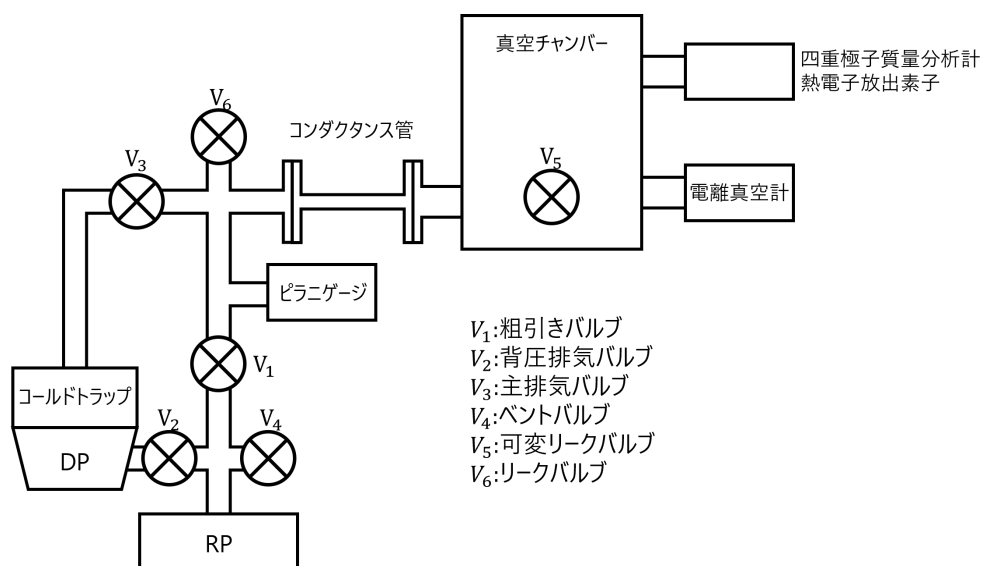 真空チャンバー
四重極子質量分析計
熱電子放出素子
V6
コンダクタンス管
V3
V5
電離真空計
ピラニゲージ
V1
コールドトラップ
V2
V4
DP
RP
V1:粗引きバルブ
V2:背圧排気バルブ
V3:主排気バルブ
V4:ベントバルブ
V5:可変リークバルブ
V6:リークバルブ